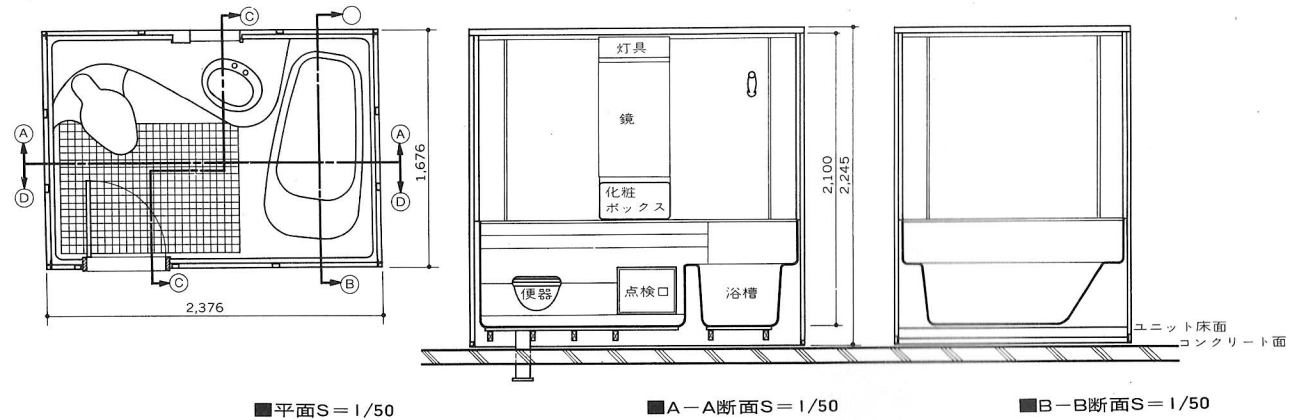 C
A
D
A
D
C
B
1,676
2,376
■平面S=1/50
灯具
鏡
化粧
ボックス
便器
点検口
浴槽
2,100
2,245
■A-A断面S=1/50
ユニット床面
コンクリート面
■B-B断面S=1/50